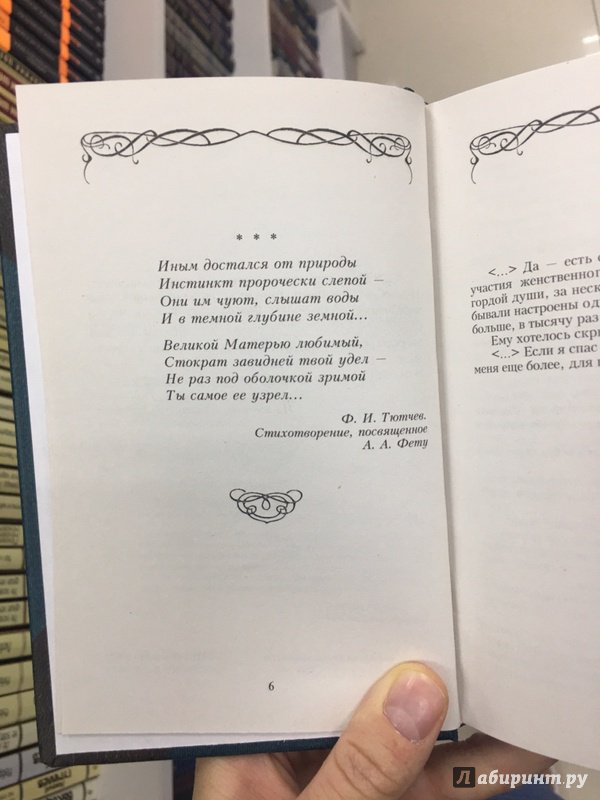 * * *
Иным достался от природы
Инстинкт пророчески слепой –
Они им чуют, слышат воды
И в темной глубине земной...
Великой Матерью любимый,
Стократ завидней твой удел –
Не раз под оболочкой зримой
Ты самое ее узрел...
Ф. И. Тютчев.
Стихотворение, посвященное
А. А. Фету
6
<...> Да – есть
участия женственного
гордой души, за неск
бывали настроены од
больше, в тысячу раз
Ему хотелось скры
<...> Если я спас
меня еще более, для
Лабиринт.ру